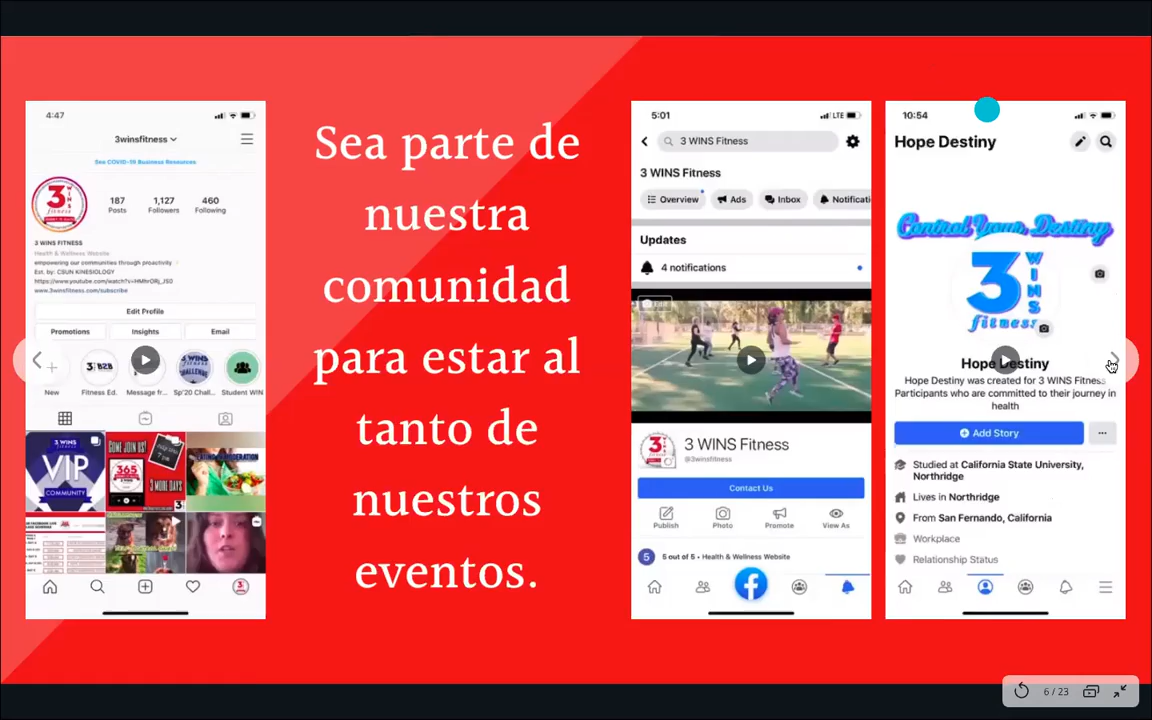 4:47
3winsfitness
See COVID-19 Business Resources
187
1,127
460
Posts
Followers
Following
3 WINS FITNESS
Health & Wellness Website
empowering our communities through proactivity
Est. by: CSUN KINESIOLOGY
www.3winsfitness.com/subscribe
Edit Profile
Promotions
Insights
Email
New
Fitness Ed.
Message fr...
Sp'20 Chall...
Student WIN
VIP
COMMUNITY
COME JOIN US!
365
3 MORE DAYS
Sea parte de
nuestra
comunidad
para estar al
tanto de
nuestros
eventos.
5:01
LTE
3 WINS Fitness
3 WINS Fitness
Overview
Ads
Inbox
Notificati
Updates
4 notifications
Edit
3 WINS Fitness
@3winsfitness
Contact Us
Publish
Photo
Promote
View As
5
5 out of 5 • Health & Wellness Website
10:54
Hope Destiny
Control Your Destiny
3 WINS
fitness
Hope Destiny
Hope Destiny was created for 3 WINS Fitness
Participants who are committed to their journey in
health
Add Story
Studied at California State University,
Northridge
Lives in Northridge
From San Fernando, California
Workplace
Relationship Status
6 / 23